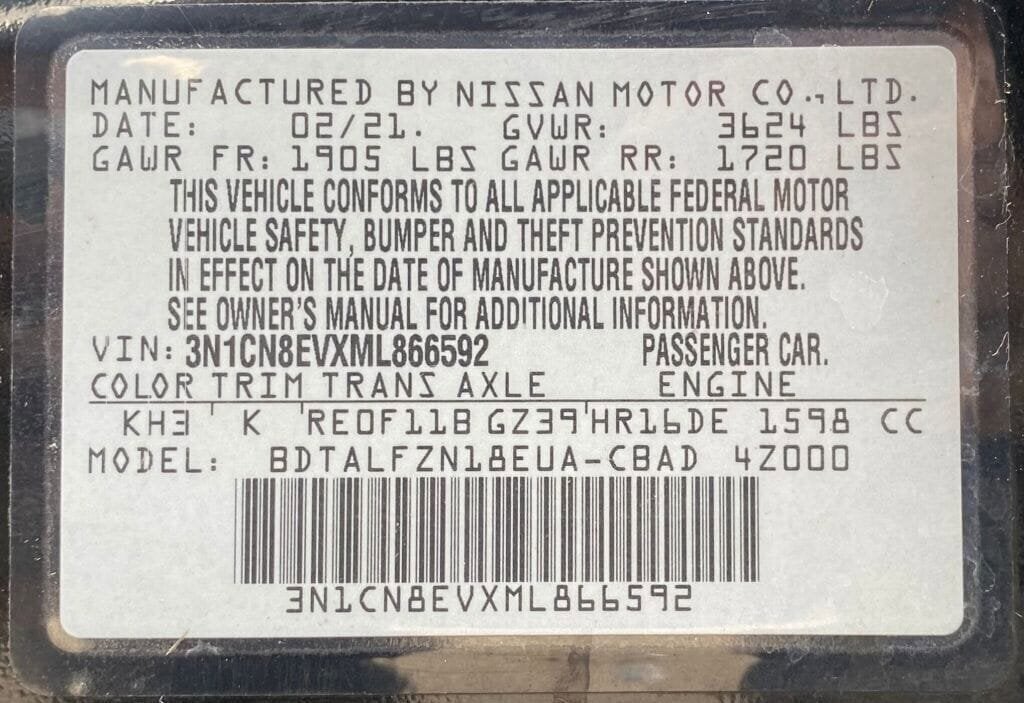 MANUFACTURED BY NISSAN MOTOR CO., LTD.
DATE: 02/21. GVWR: 3624 LBS
GAWR FR: 1905 LBS GAWR RR: 1720 LBS
THIS VEHICLE CONFORMS TO ALL APPLICABLE FEDERAL MOTOR
VEHICLE SAFETY, BUMPER AND THEFT PREVENTION STANDARDS
IN EFFECT ON THE DATE OF MANUFACTURE SHOWN ABOVE.
SEE OWNER'S MANUAL FOR ADDITIONAL INFORMATION.
VIN: 3N1CN8EVXML866592 PASSENGER CAR.
COLOR TRIM TRANS AXLE ENGINE
KH3 K RE0F11B GZ39 HR16DE 1598 CC
MODEL: BDTALFZN18EUA-CBAD 4Z000
3N1CN8EVXML866592